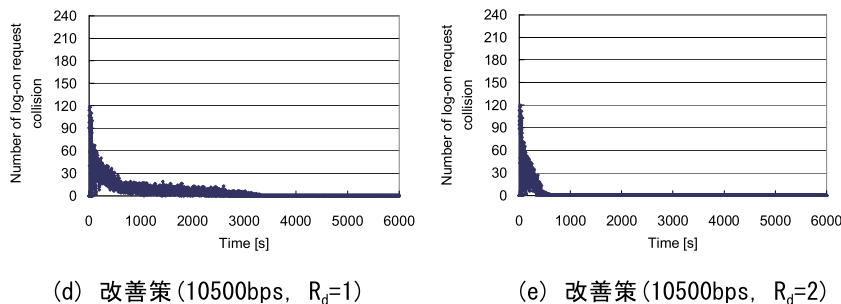 240
210
180
150
120
90
60
30
0
Number of log-on request
collision
0 1000 2000 3000 4000 5000 6000
Time [s]
(d) 改善策(10500bps, Rd=1)
240
210
180
150
120
90
60
30
0
Number of log-on request
collision
0 1000 2000 3000 4000 5000 6000
Time [s]
(e) 改善策(10500bps, Rd=2)